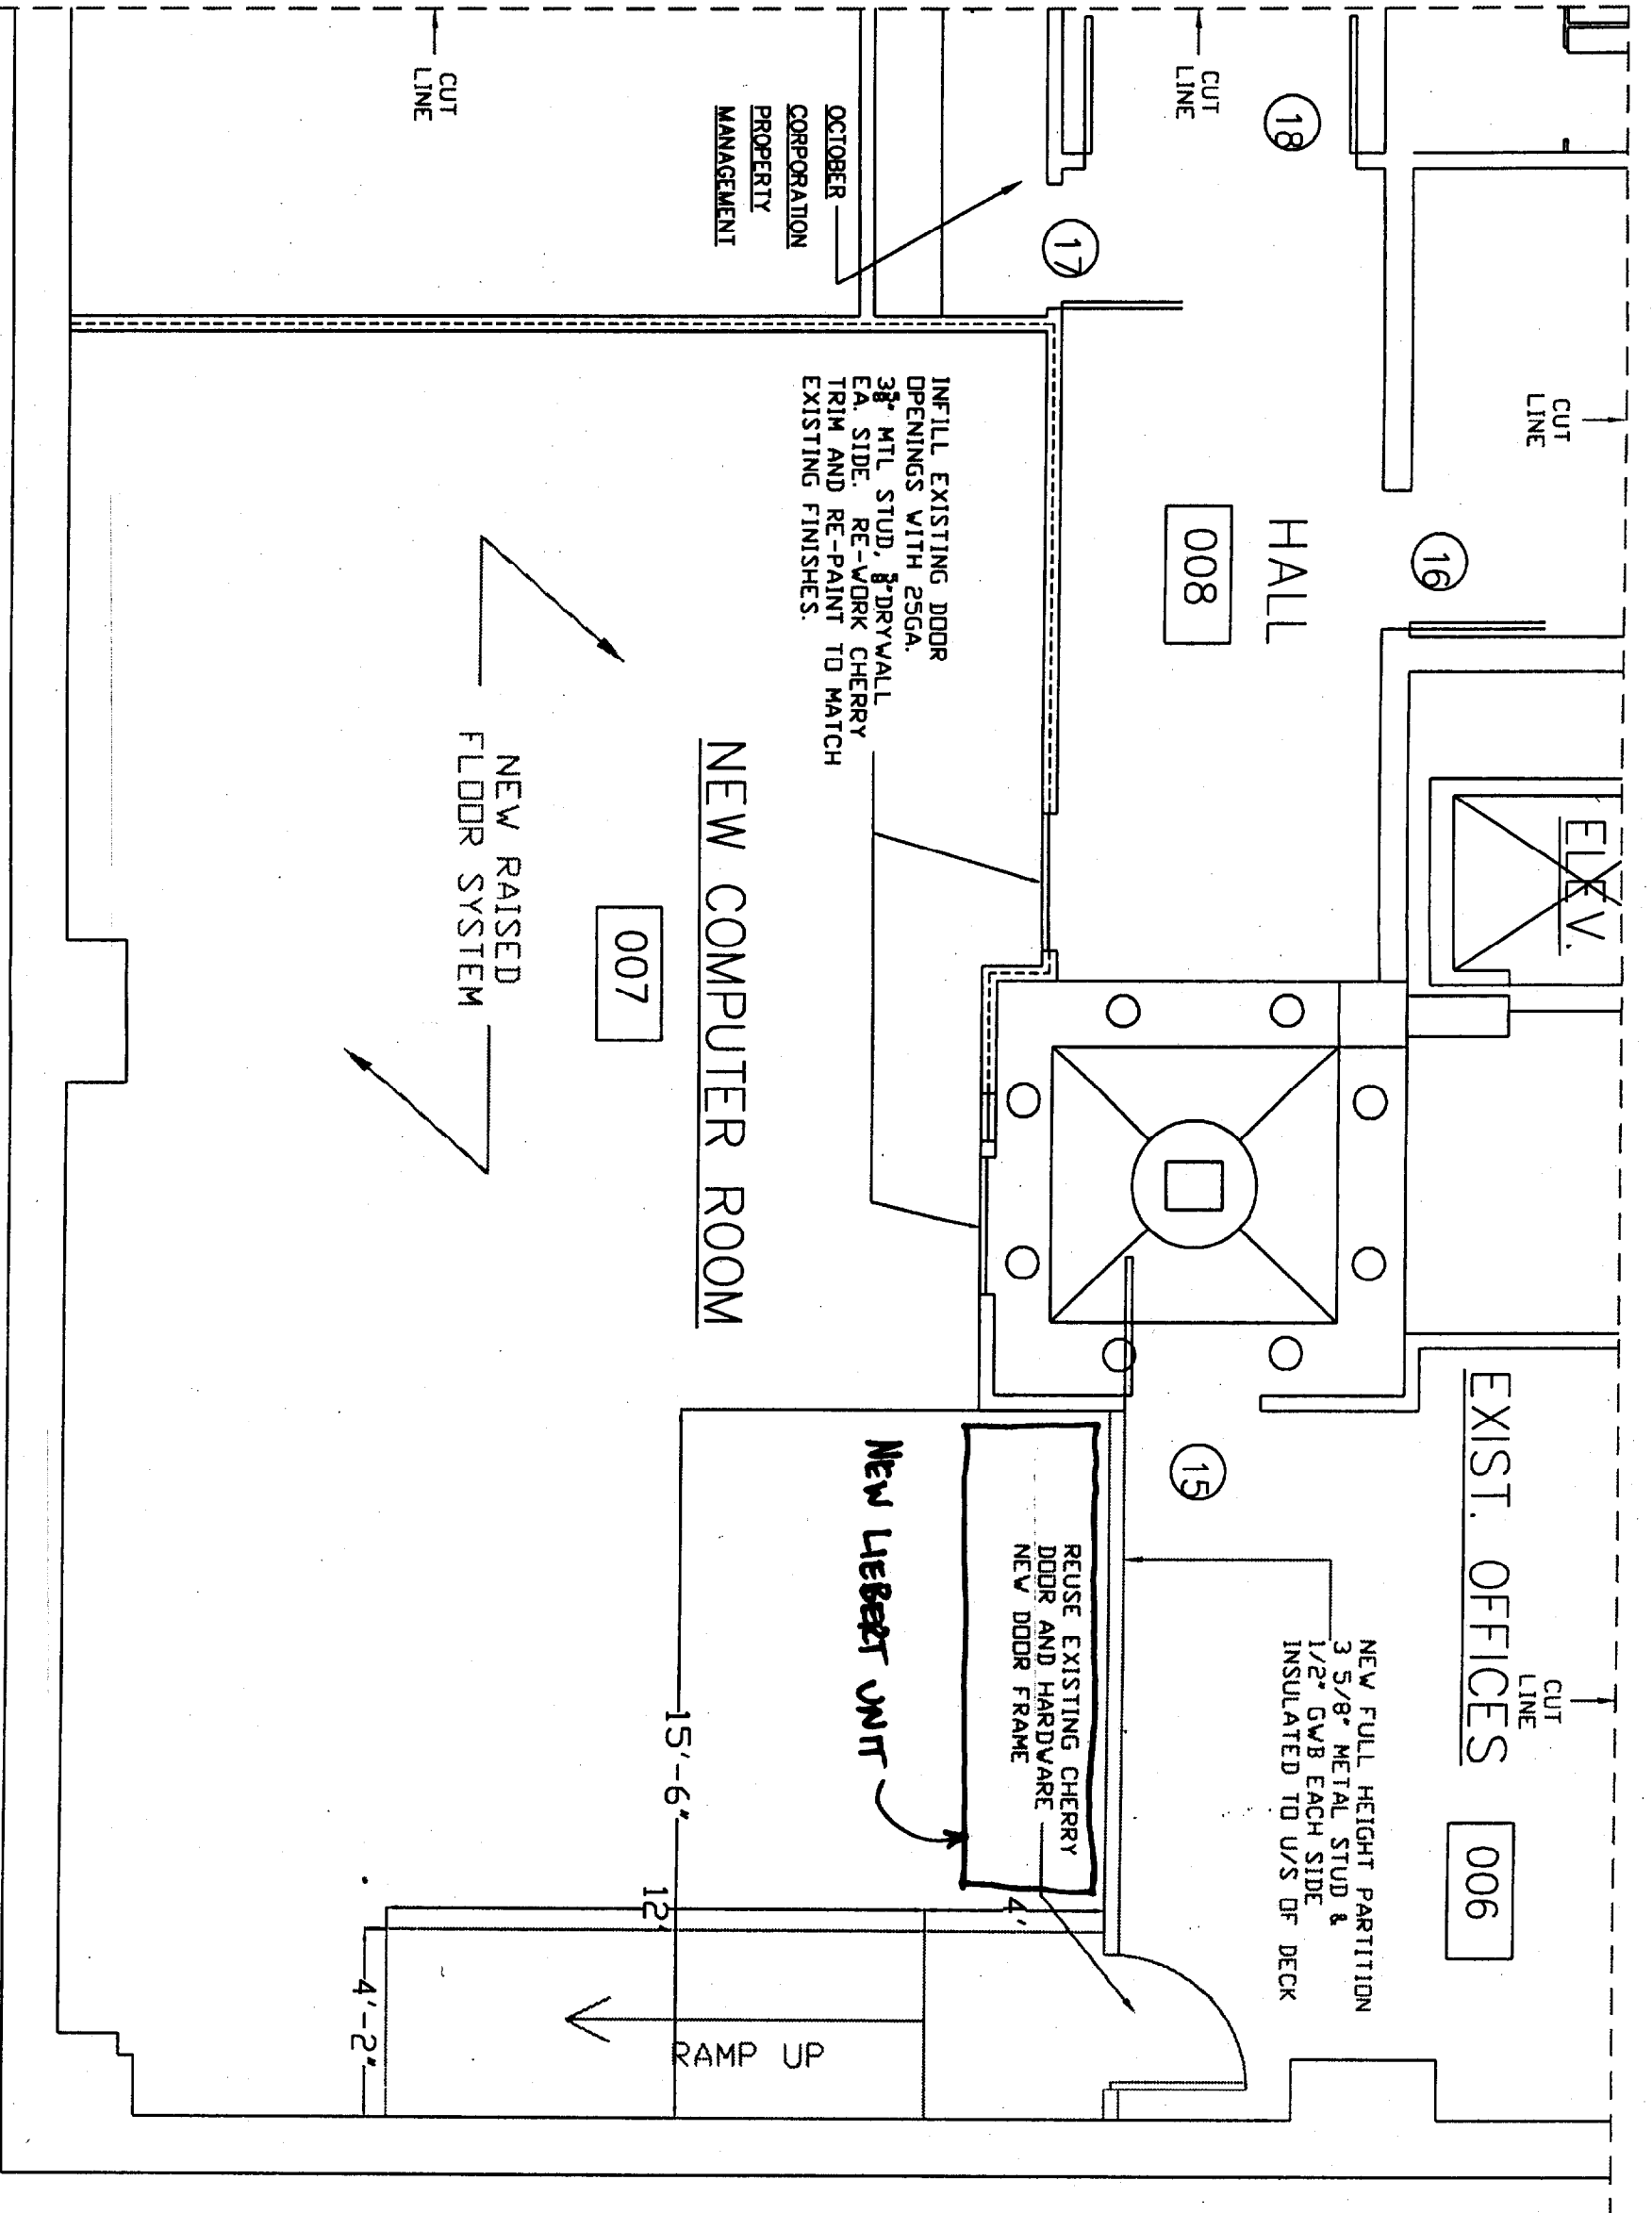 CUT
LINE
EXIST. OFFICES
006
ELEV.
CUT
LINE
16
NEW FULL HEIGHT PARTITION
3 5/8" METAL STUD &
1/2" GWB EACH SIDE
INSULATED TO U/S OF DECK
18
HALL
008
CUT
LINE
15
17
REUSE EXISTING CHERRY
DOOR AND HARDWARE
NEW DOOR FRAME
4'
INFILL EXISTING DOOR
OPENINGS WITH 25GA.
3⅝" MTL STUD, ⅝"DRYWALL
EA. SIDE. RE-WORK CHERRY
TRIM AND RE-PAINT TO MATCH
EXISTING FINISHES.
NEW LIEBERT UNIT
OCTOBER
CORPORATION
PROPERTY
MANAGEMENT
NEW COMPUTER ROOM
007
15'-6"
12'
RAMP UP
NEW RAISED
FLOOR SYSTEM
CUT
LINE
4'-2"